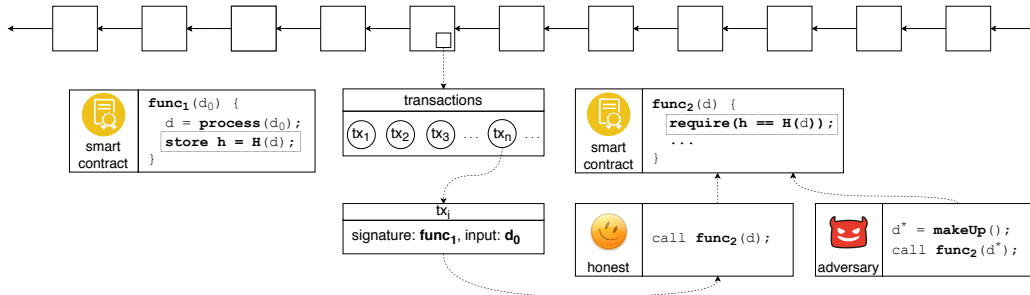 func₁(d₀) {
d = process(d₀);
store h = H(d);
}
smart
contract
transactions
tx₁ tx₂ tx₃ ... txₙ ...
txᵢ
signature: func₁, input: d₀
func₂(d) {
require(h == H(d));
...
}
smart
contract
call func₂(d);
honest
d* = makeUp();
call func₂(d*);
adversary